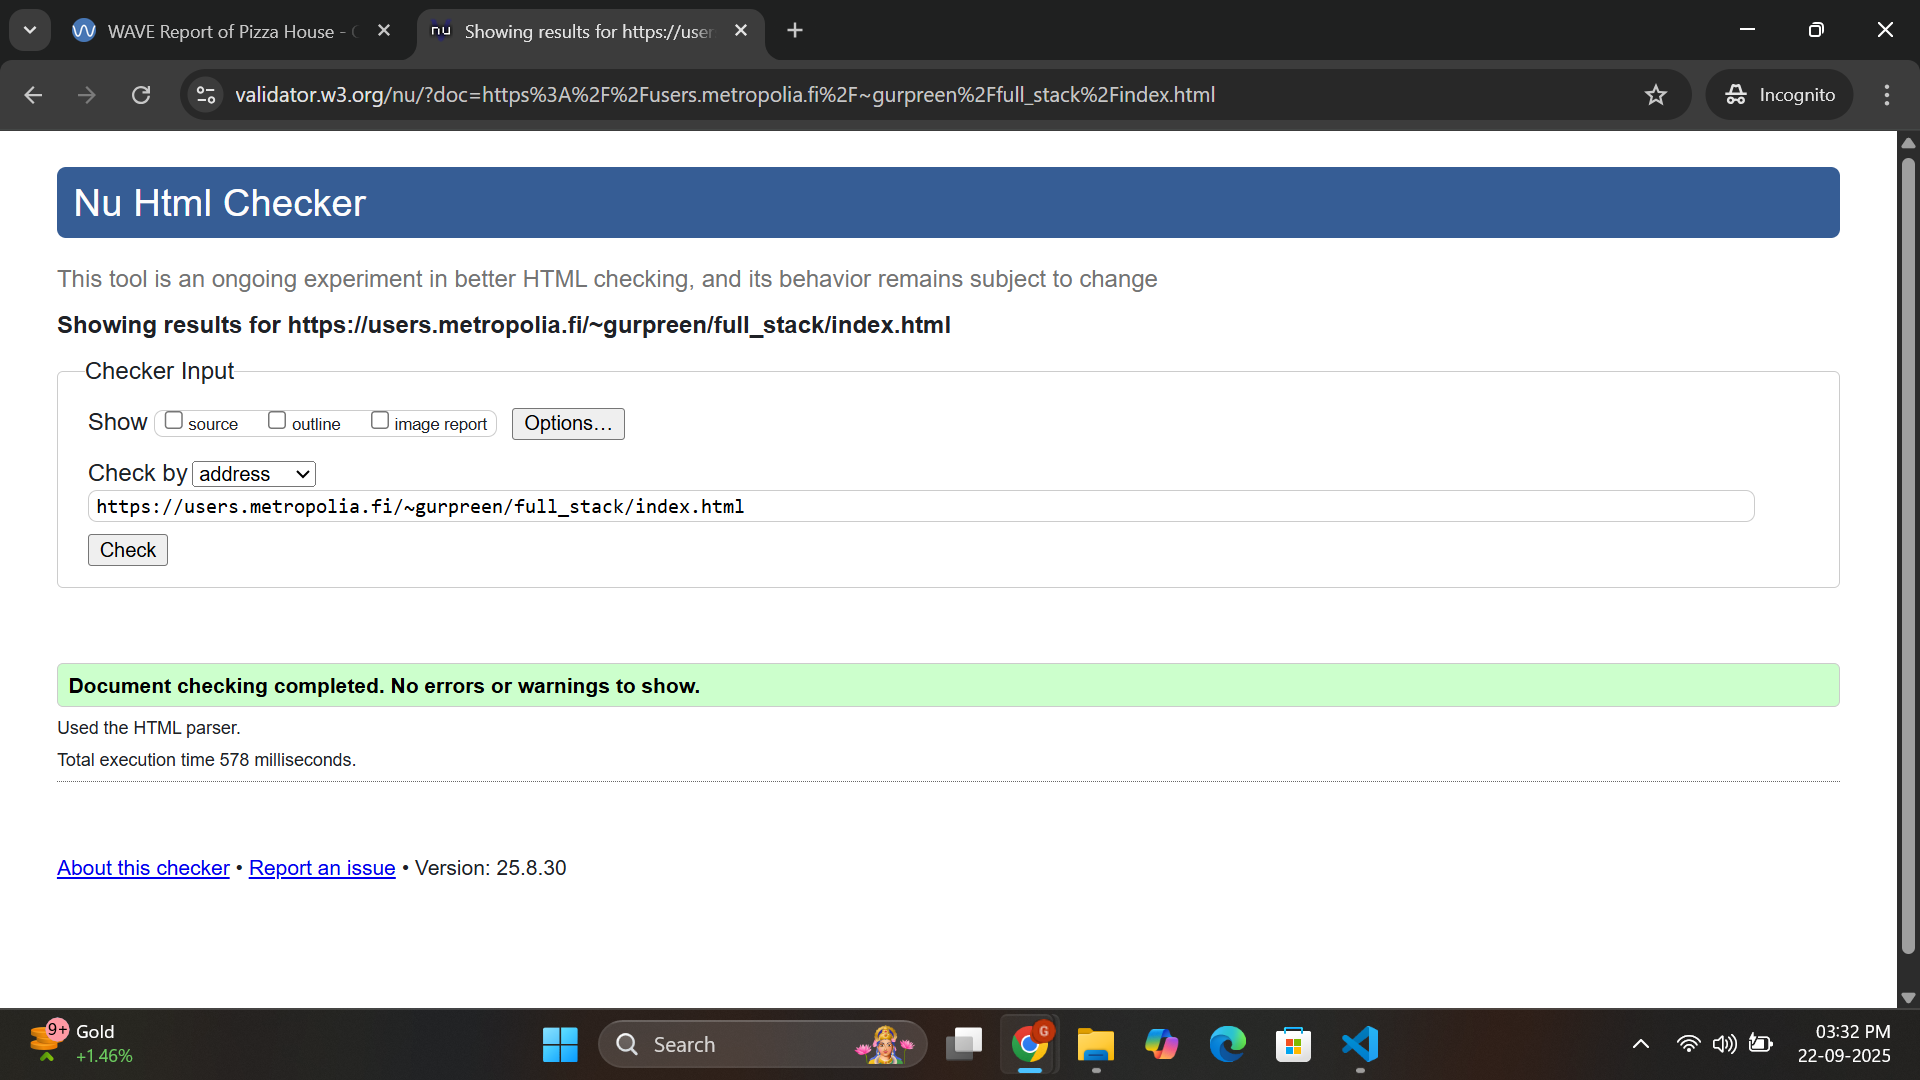 WAVE Report of Pizza House -
nu Showing results for https://user
validator.w3.org/nu/?doc=https%3A%2F%2Fusers.metropolia.fi%2F~gurpreen%2Ffull_stack%2Findex.html
Incognito
Nu Html Checker
This tool is an ongoing experiment in better HTML checking, and its behavior remains subject to change
Showing results for https://users.metropolia.fi/~gurpreen/full_stack/index.html
Checker Input
Show source outline image report Options…
Check by address
https://users.metropolia.fi/~gurpreen/full_stack/index.html
Check
Document checking completed. No errors or warnings to show.
Used the HTML parser.
Total execution time 578 milliseconds.
About this checker • Report an issue • Version: 25.8.30
9+ Gold
+1.46%
Search
G
03:32 PM
22-09-2025